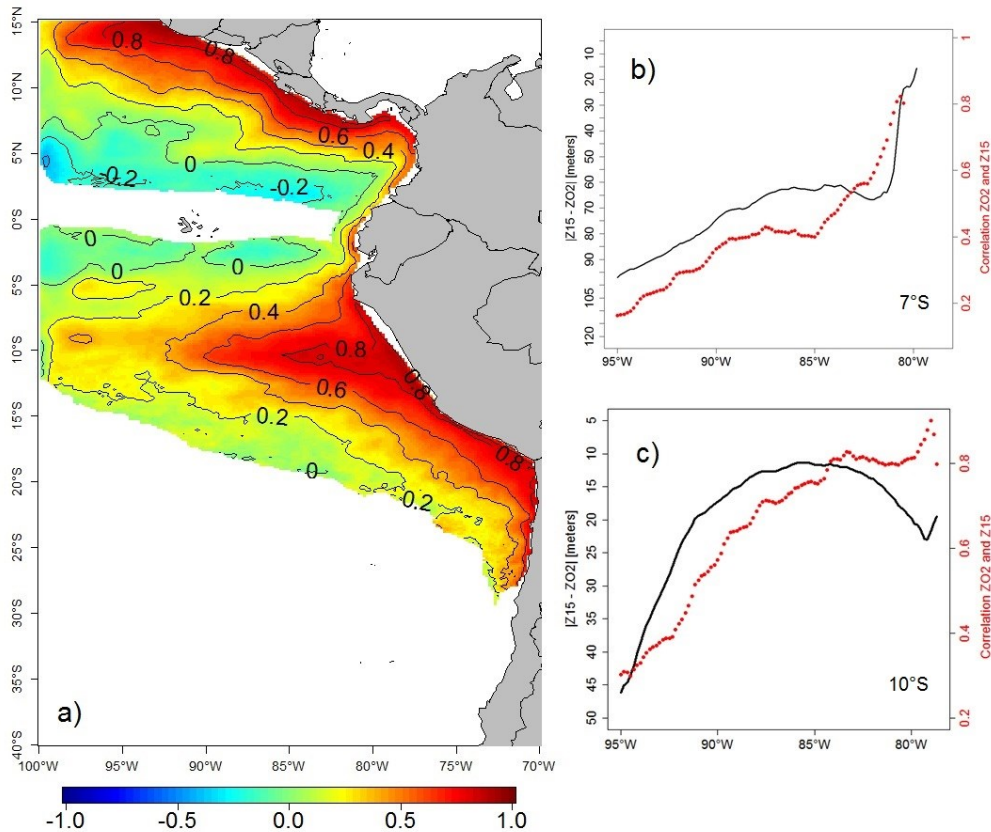 15°N
10°N
5°N
0°N
5°S
10°S
15°S
20°S
25°S
30°S
35°S
40°S
0.8
0.8
0.6
0.4
0
-0.2
-0.2
0
0
0
0.2
0.4
0.8
0.6
0.8
0.2
0.8
0
0.2
a)
100°W 95°W 90°W 85°W 80°W 75°W 70°W
-1.0 -0.5 0.0 0.5 1.0
b)
|Z15 - ZO2| [meters]
10
20
30
40
50
60
70
80
90
105
120
1
0.8
0.6
0.4
0.2
Correlation ZO2 and Z15
7°S
95°W 90°W 85°W 80°W
c)
|Z15 - ZO2| [meters]
5
10
15
20
25
30
35
40
45
50
0.8
0.6
0.4
0.2
Correlation ZO2 and Z15
10°S
95°W 90°W 85°W 80°W